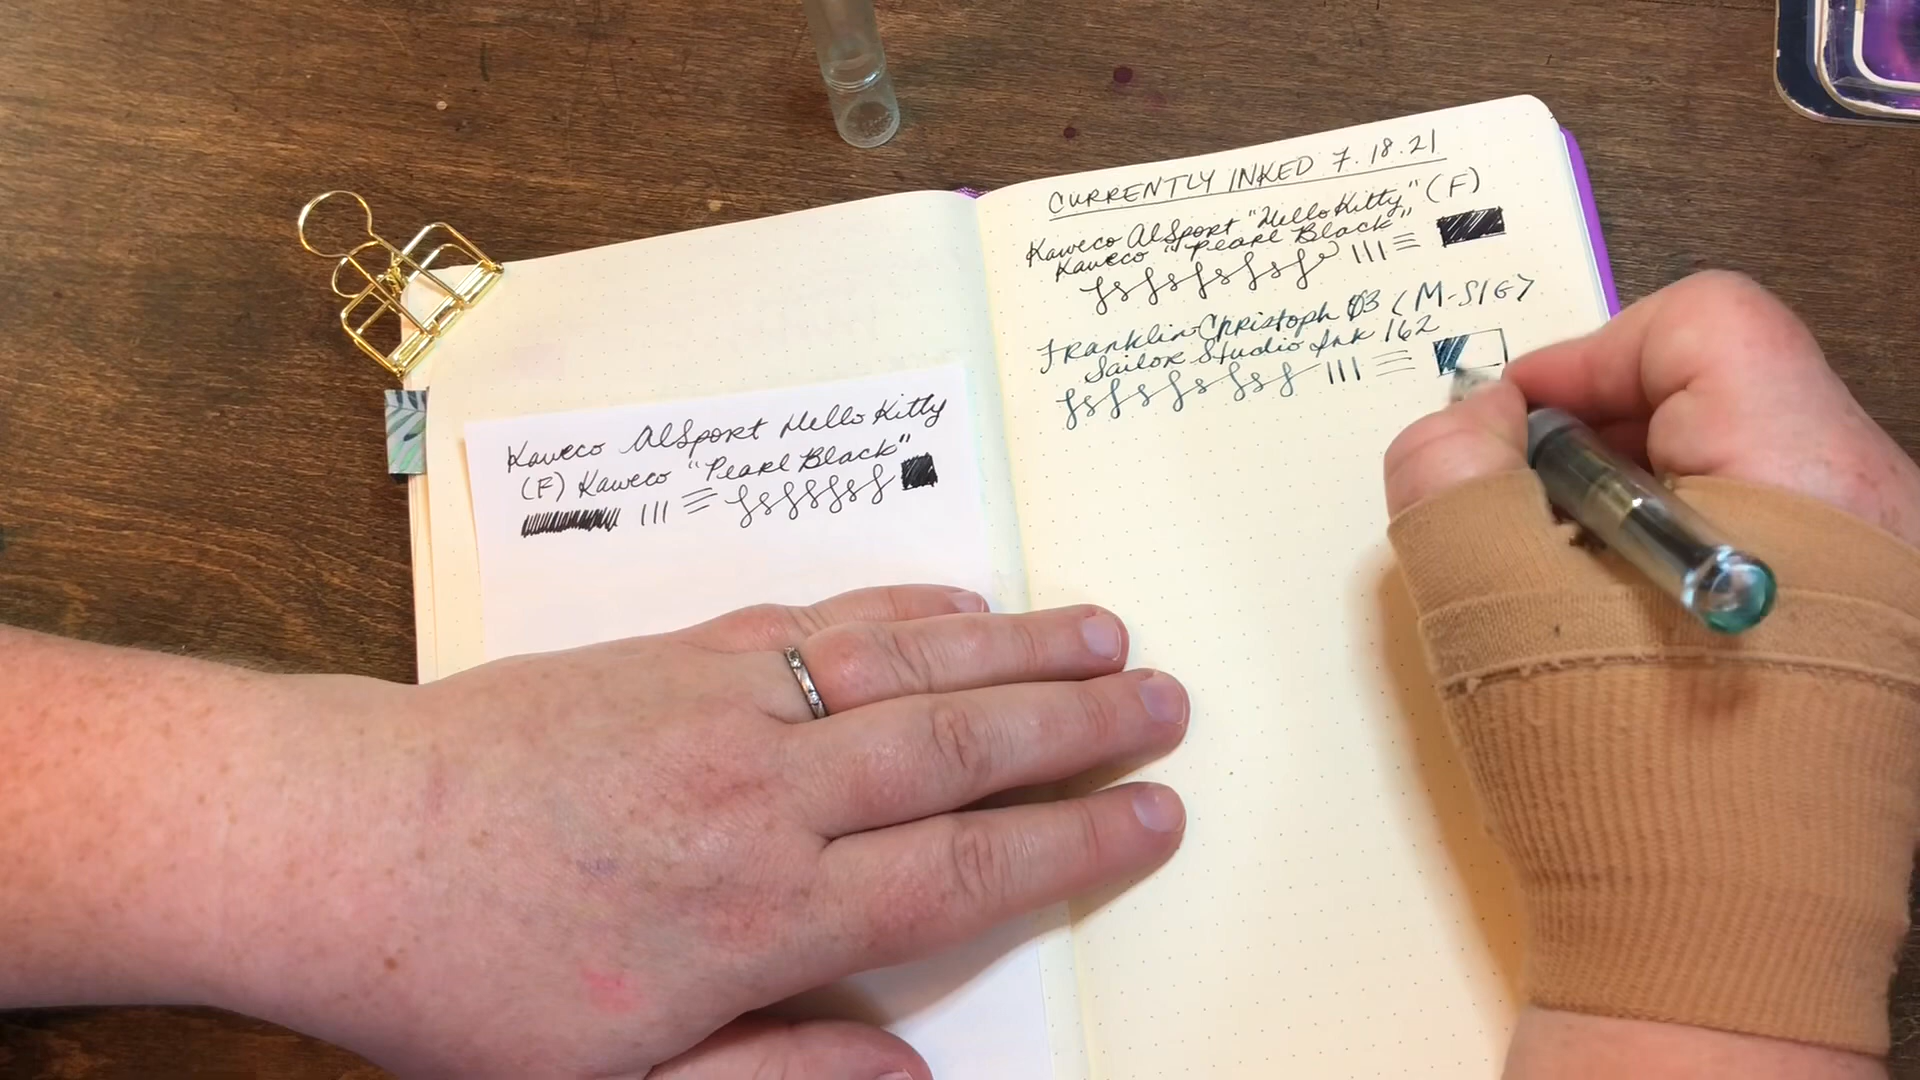 Kaweco AlSport Hello Kitty
(F) Kaweco "Pearl Black"
CURRENTLY INKED 7.18.21
Kaweco AlSport "Hello Kitty" (F)
Kaweco "Pearl Black"
Franklin-Christoph 03 (M-SIG)
Sailor Studio Ink 162